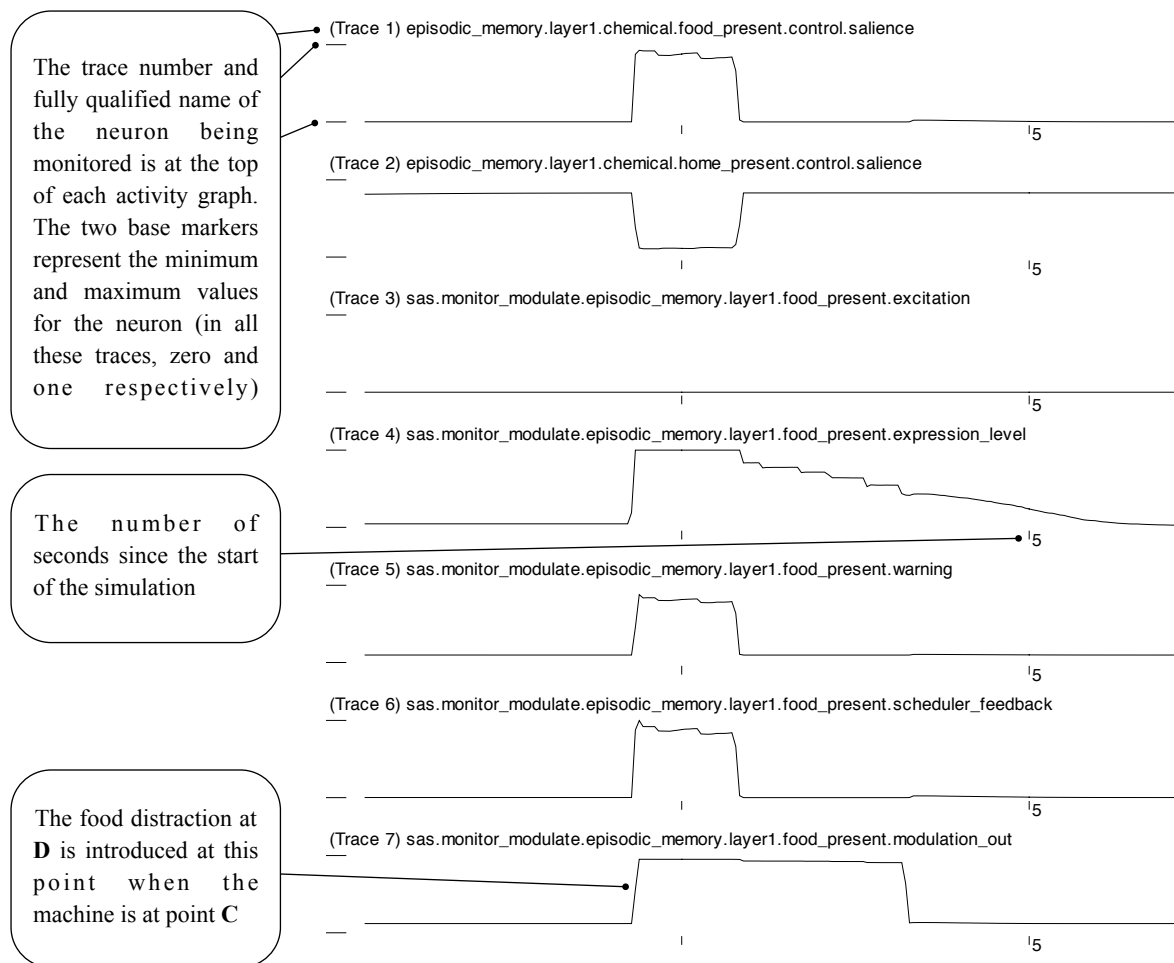 (Trace 1) episodic_memory.layer1.chemical.food_present.control.salience
The trace number and
fully qualified name of
the neuron being
monitored is at the top
of each activity graph.
The two base markers
represent the minimum
and maximum values
for the neuron (in all
these traces, zero and
one respectively)
5
(Trace 2) episodic_memory.layer1.chemical.home_present.control.salience
5
(Trace 3) sas.monitor_modulate.episodic_memory.layer1.food_present.excitation
5
(Trace 4) sas.monitor_modulate.episodic_memory.layer1.food_present.expression_level
The number of
seconds since the start
of the simulation
5
(Trace 5) sas.monitor_modulate.episodic_memory.layer1.food_present.warning
5
(Trace 6) sas.monitor_modulate.episodic_memory.layer1.food_present.scheduler_feedback
5
The food distraction at
D is introduced at this
point when the
machine is at point C
(Trace 7) sas.monitor_modulate.episodic_memory.layer1.food_present.modulation_out
5